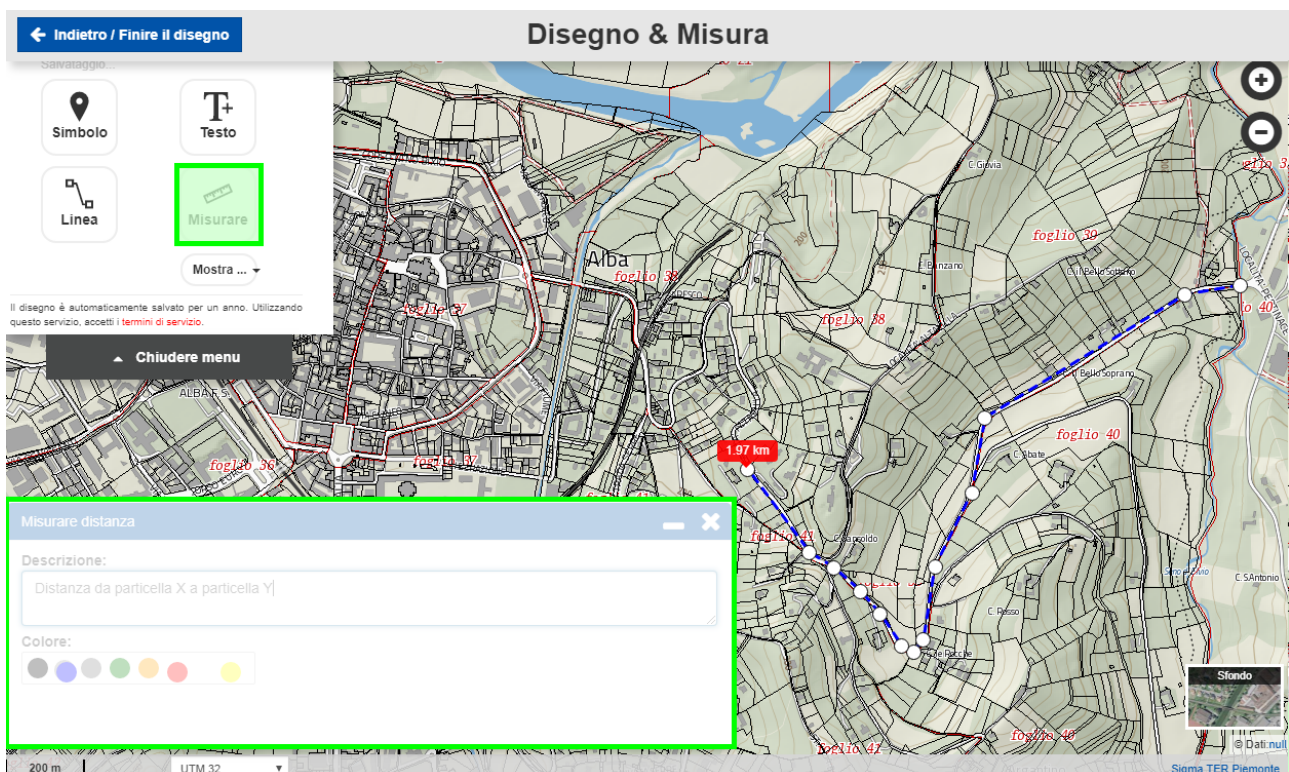 Indietro / Finire il disegno
Disegno & Misura
Salvataggio...
Simbolo
Testo
Linea
Misurare
Mostra ...
Il disegno è automaticamente salvato per un anno. Utilizzando
questo servizio, accetti i termini di servizio.
Chiudere menu
C. Giovia
foglio 39
Alba
foglio 38
C. il Bello Sottano
foglio 37
foglio 38
C. il Bello Soprano
ALBA F. S.
foglio 40
1.97 km
C. Abate
foglio 36
foglio 37
foglio 41
Misurare distanza
foglio 41
Descrizione:
Distanza da particella X a particella Y
C. S.Antonio
C. Rosso
Colore:
Sfondo
© Dati:null
foglio 41
foglio 40
200 m
UTM 32
Sigma TER Piemonte